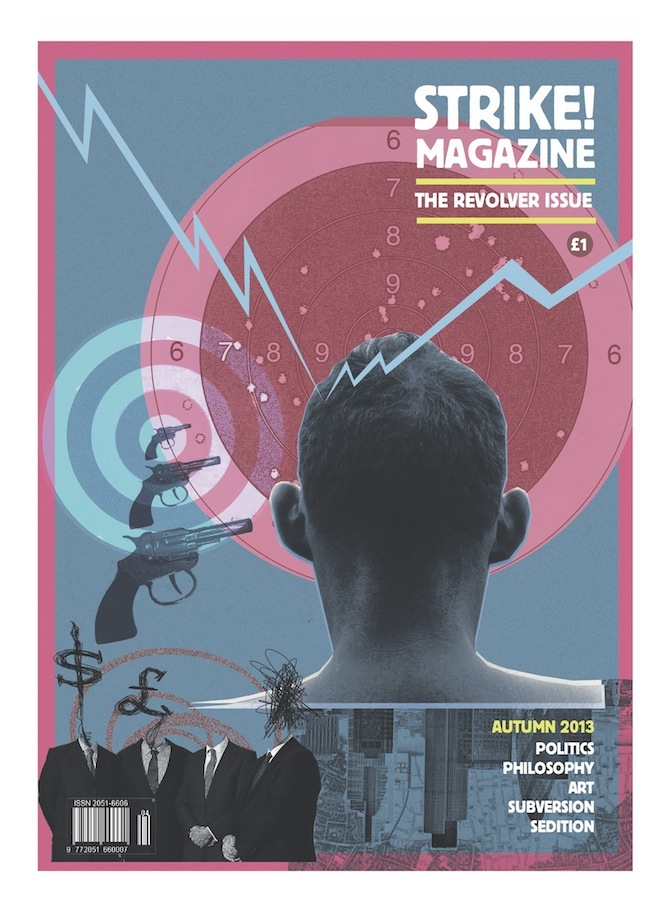 STRIKE!
MAGAZINE
THE REVOLVER ISSUE
£1
6
7
8
9
6 7 8 9 9 8 7 6
$ £
AUTUMN 2013
POLITICS
PHILOSOPHY
ART
SUBVERSION
SEDITION
ISSN 2051-6606
04
9 772051 660007